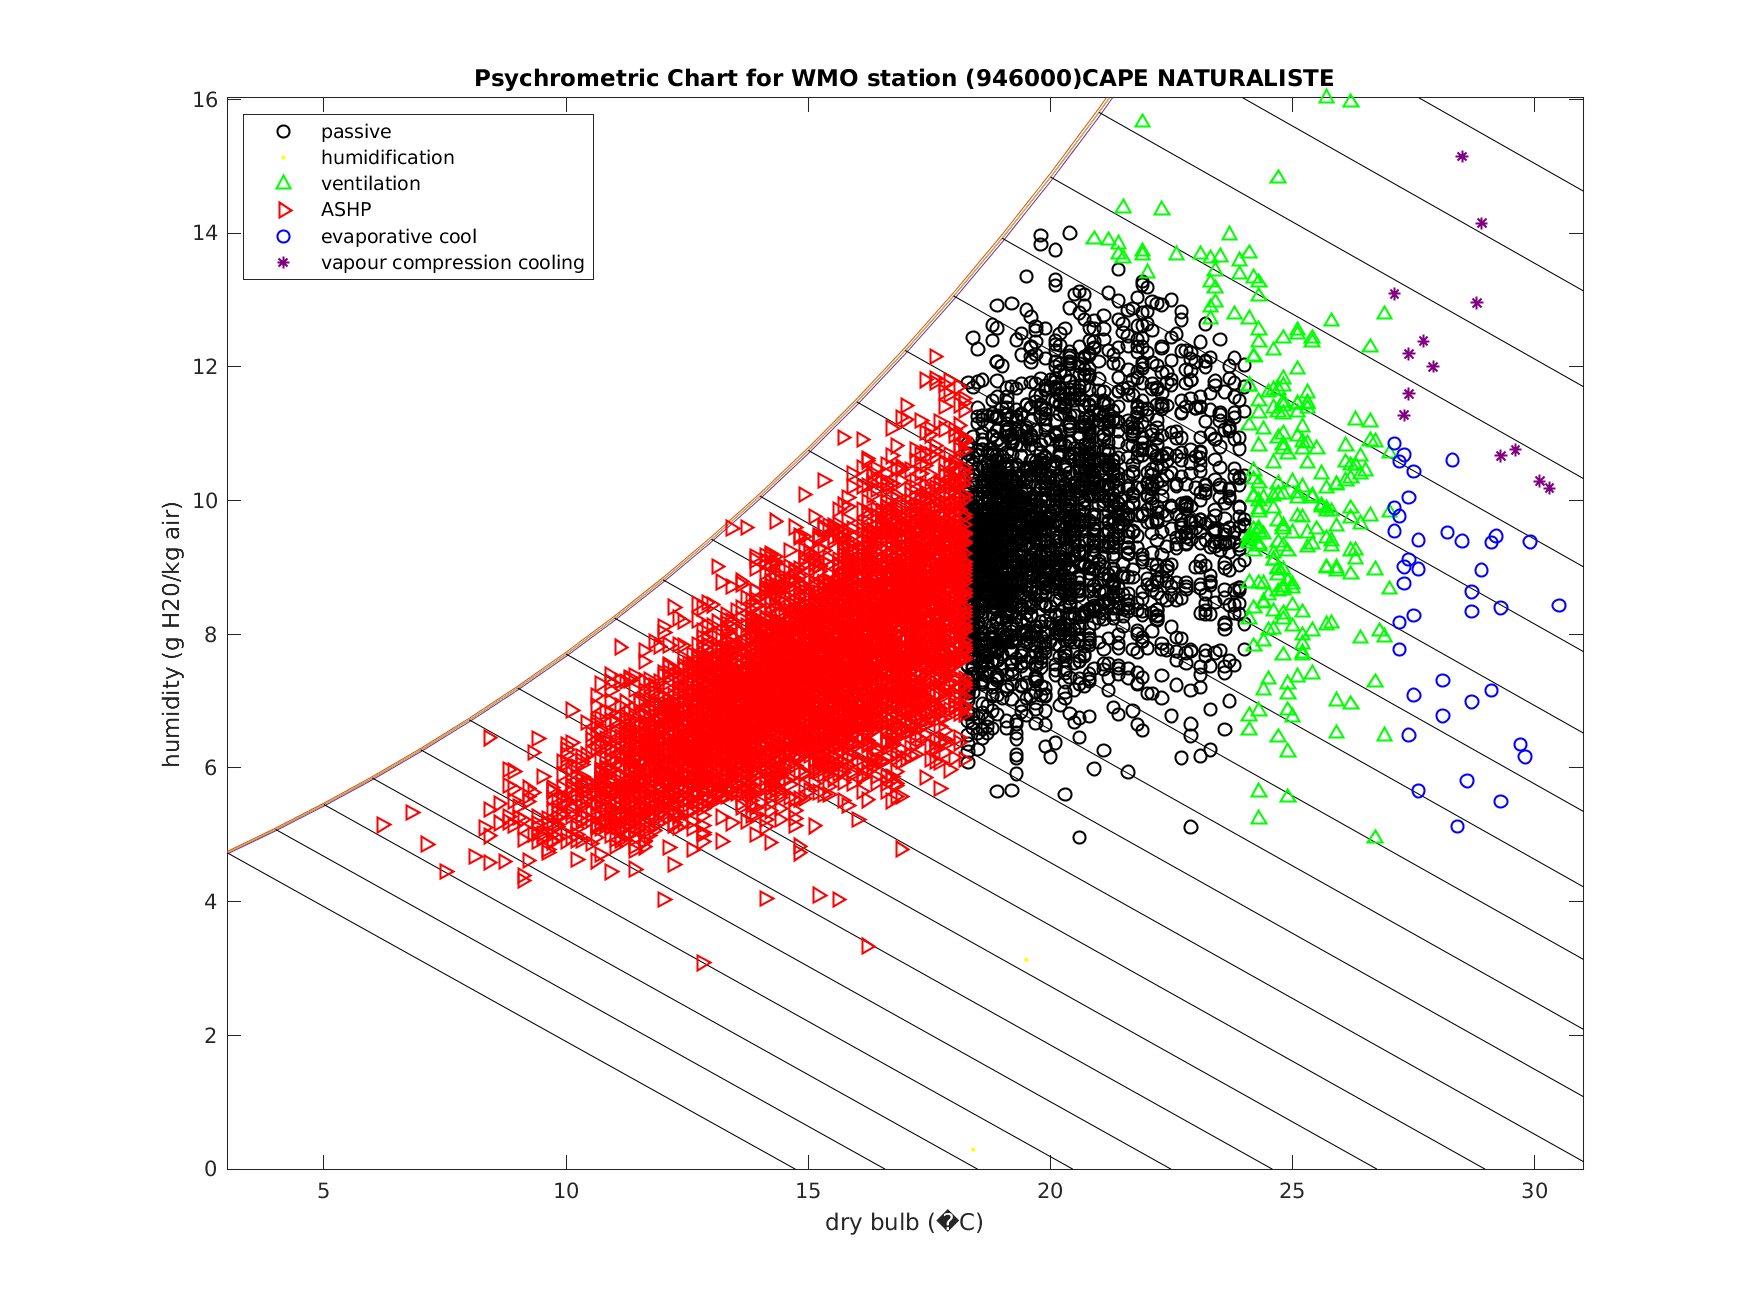 Psychrometric Chart for WMO station (946000)CAPE NATURALISTE
16
14
12
10
8
6
4
2
0
humidity (g H20/kg air)
passive
humidification
ventilation
ASHP
evaporative cool
vapour compression cooling
5 10 15 20 25 30
dry bulb (�C)